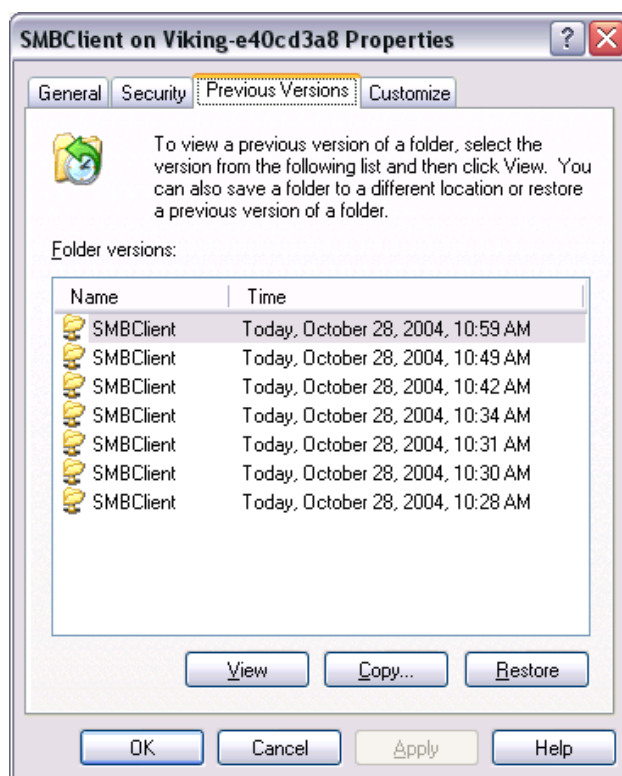 SMBClient on Viking-e40cd3a8 Properties
General Security Previous Versions Customize
To view a previous version of a folder, select the
version from the following list and then click View. You
can also save a folder to a different location or restore
a previous version of a folder.
Folder versions:
Name Time
SMBClient Today, October 28, 2004, 10:59 AM
SMBClient Today, October 28, 2004, 10:49 AM
SMBClient Today, October 28, 2004, 10:42 AM
SMBClient Today, October 28, 2004, 10:34 AM
SMBClient Today, October 28, 2004, 10:31 AM
SMBClient Today, October 28, 2004, 10:30 AM
SMBClient Today, October 28, 2004, 10:28 AM
View Copy... Restore
OK Cancel Apply Help